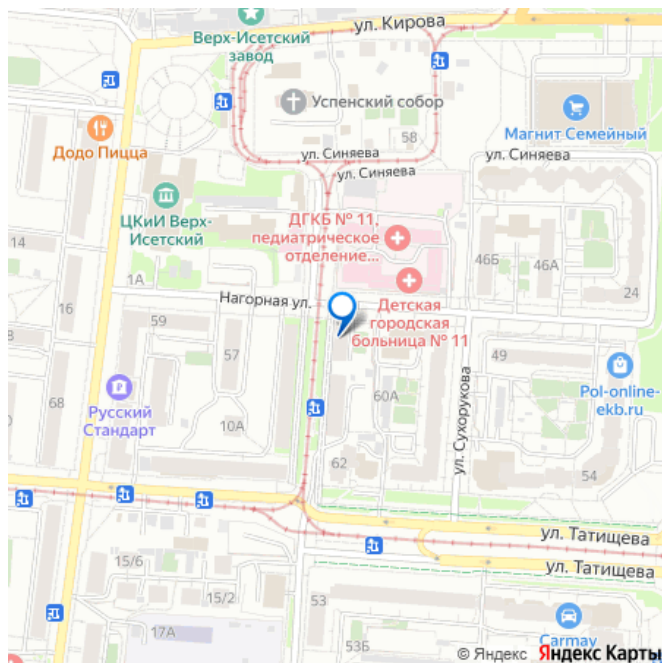 ул. Кирова
Верх-Исетский
завод
Успенский собор
58
Магнит Семейный
Додо Пицца
ул. Синяева
ул. Синяева
ул. Синяева
ЦКиИ Верх-
Исетский
ДГКБ № 11,
педиатрическое
отделение...
14
1А
46Б
46А
24
Нагорная ул.
Детская
городская
больница № 11
16
59
57
49
Pol-online-
ekb.ru
Русский
Стандарт
68
10А
60А
ул. Сухорукова
62
54
ул. Татищева
ул. Татищева
15/6
15/2
53
17А
53Б
Carmay
© Яндекс Яндекс Карты